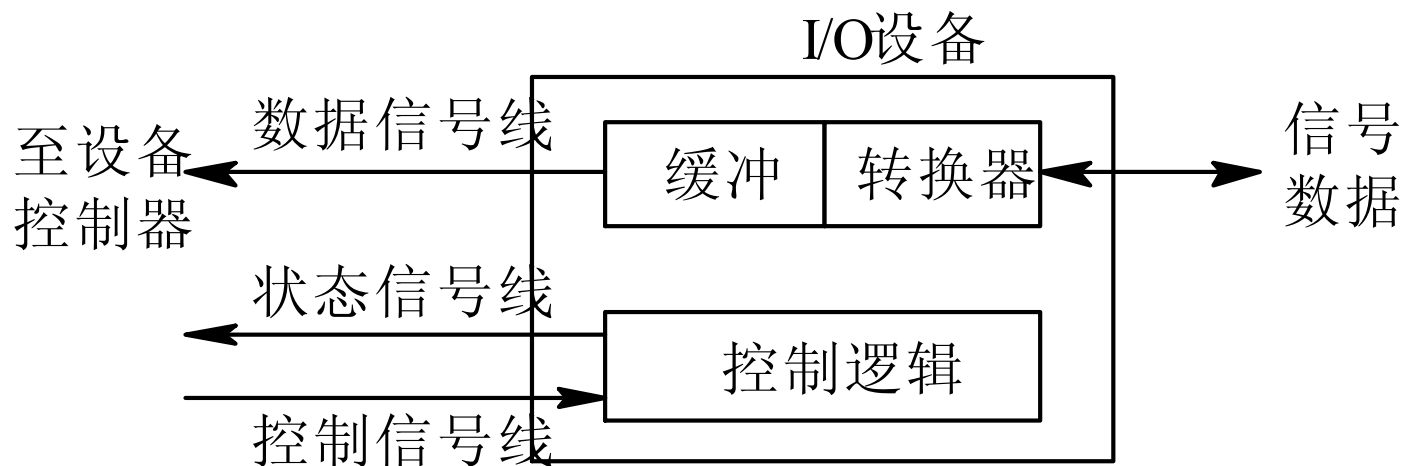 I/O设备
数据信号线
至设备
控制器
缓冲
转换器
信号
数据
状态信号线
控制逻辑
控制信号线